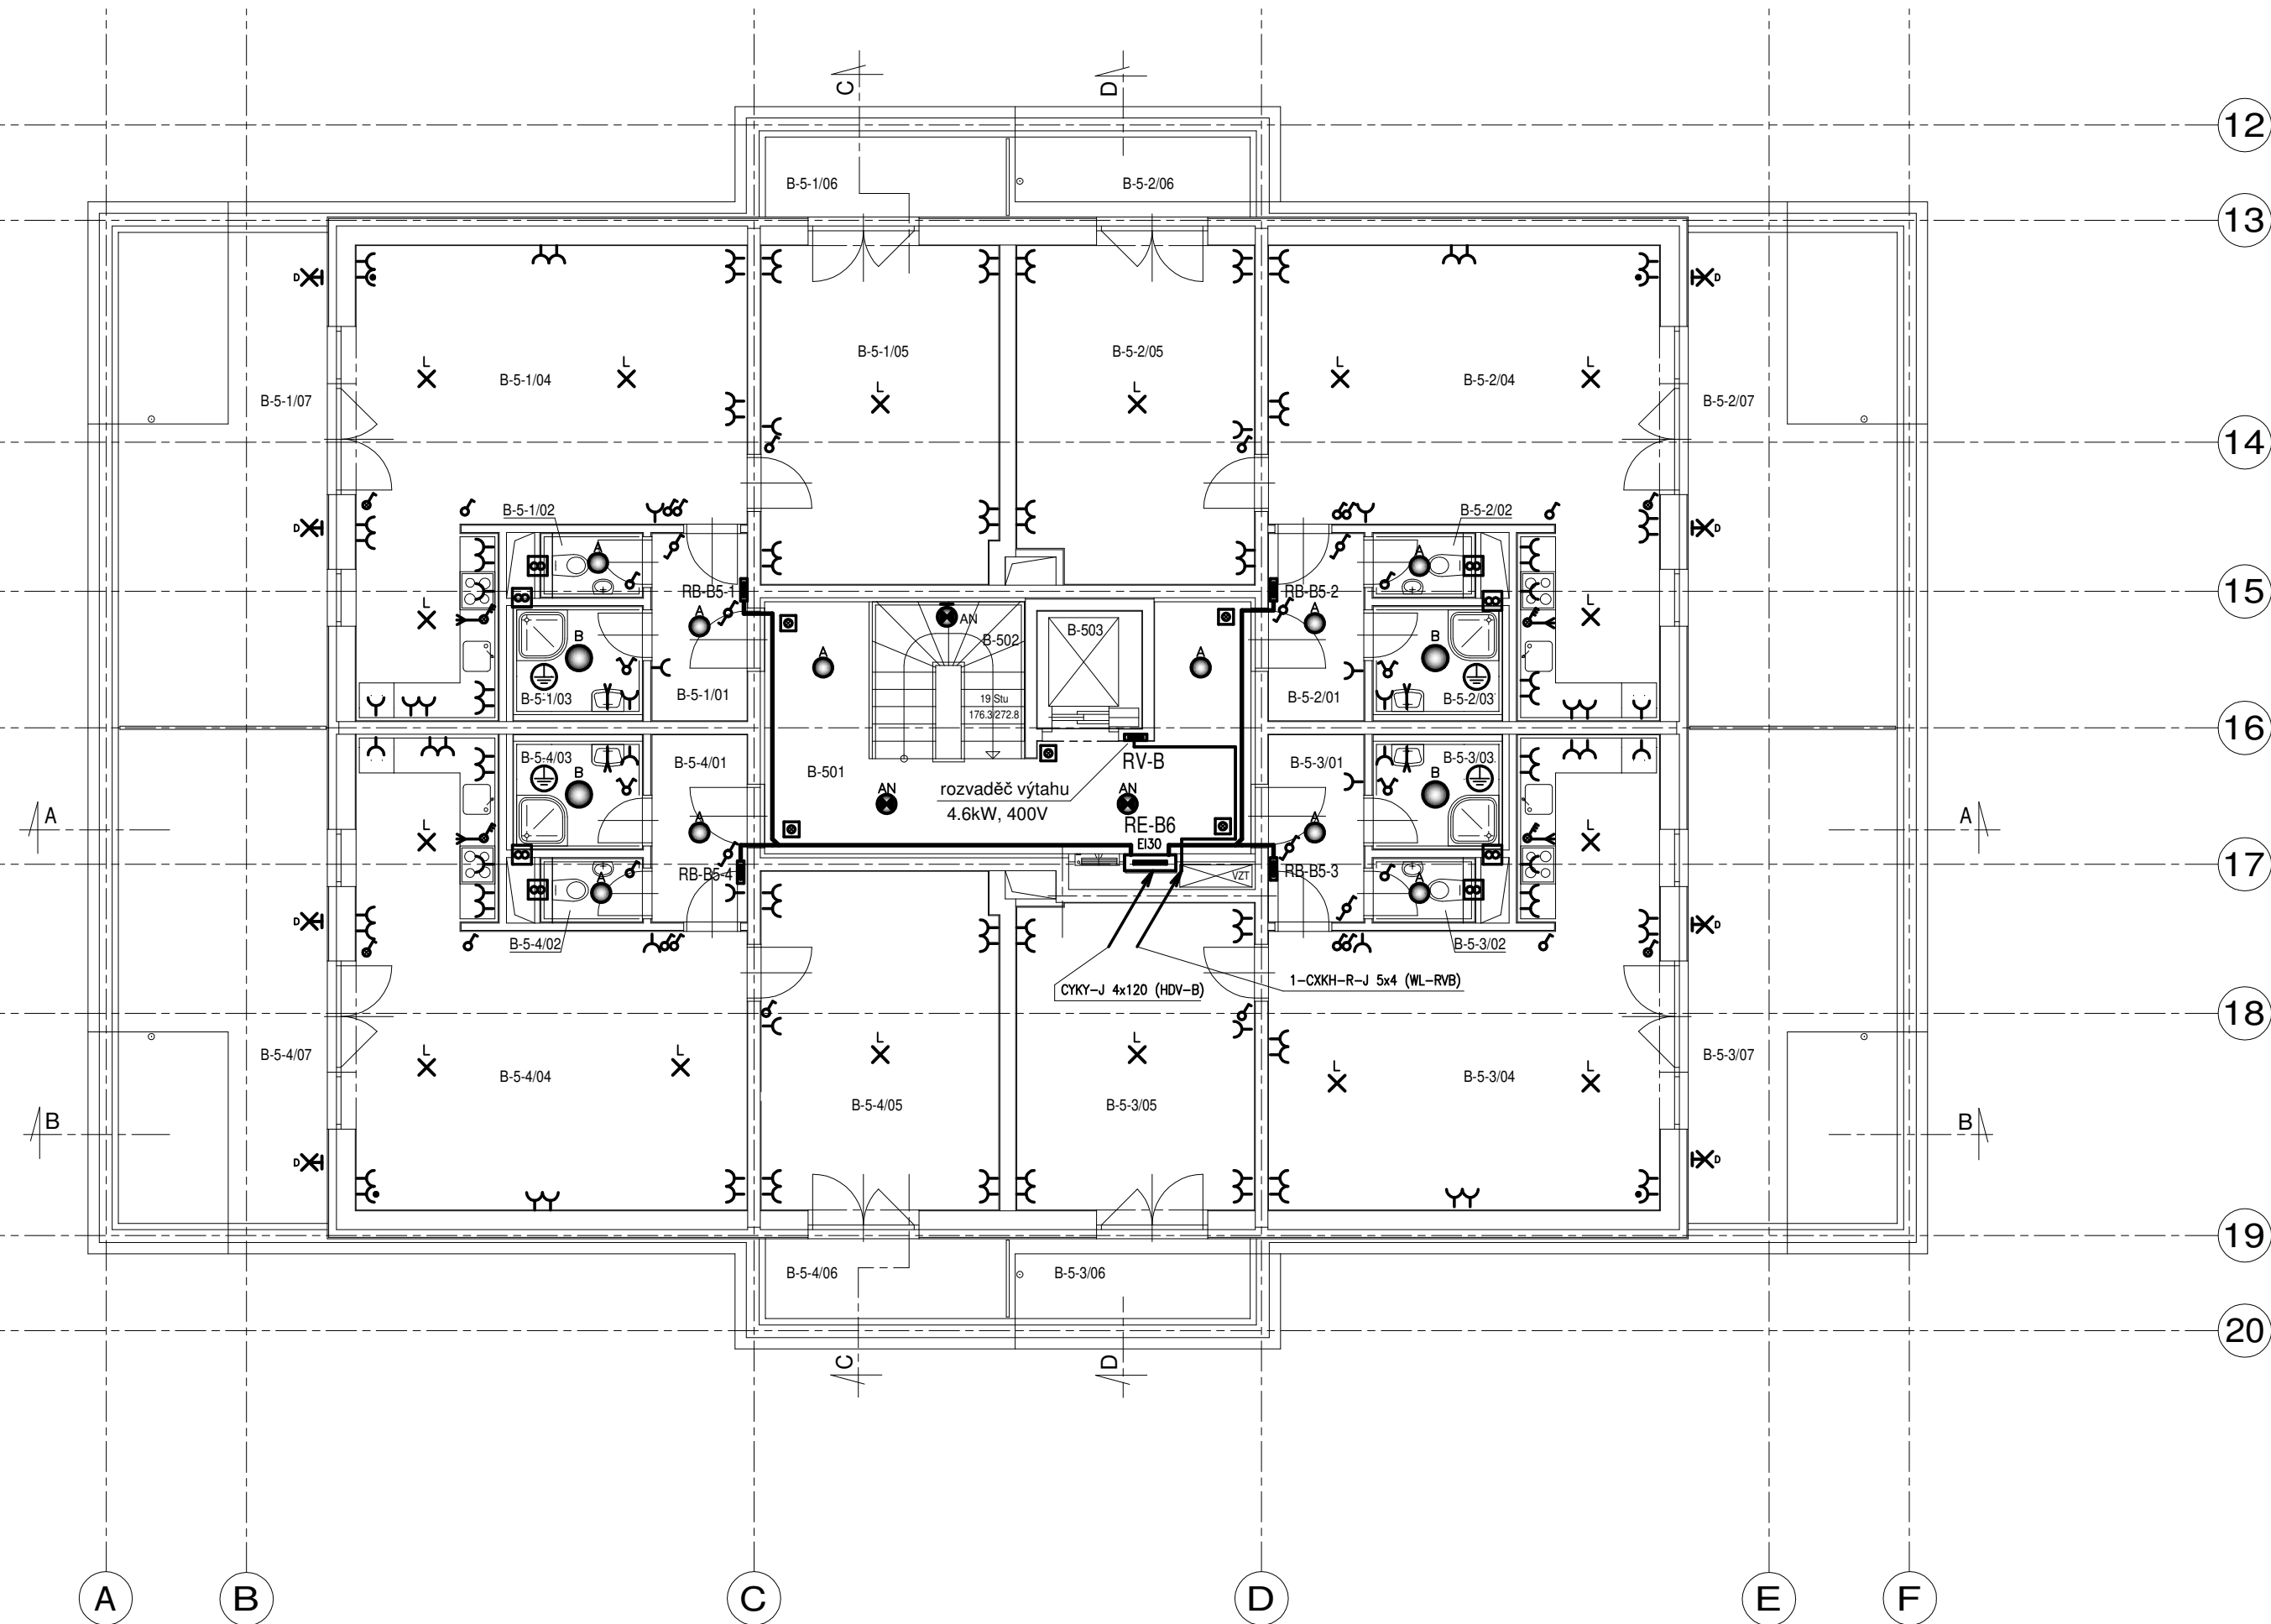 C D
12
B-5-1/06 B-5-2/06
13
D D
B-5-1/05 B-5-2/05
L L L L
B-5-1/04 B-5-2/04
L L
B-5-1/07 B-5-2/07
14
B-5-1/02 B-5-2/02
D D
A A
RB-B5-1 RB-B5-2
15
L A AN A L
B-502 B-503
B A A B
B-5-1/03 B-5-1/01 B-5-2/01 B-5-2/03
19 Stu
176.3/272.8
16
B-5-4/03 B-5-4/01 B-501 RV-B B-5-3/01 B-5-3/03
B B
rozvaděč výtahu
4.6kW, 400V
AN AN
A A
L A RE-B6 A L
EI30
17
RB-B5-4 VZT RB-B5-3
A A
D D
B-5-4/02 B-5-3/02
CYKY-J 4x120 (HDV-B)
1-CXKH-R-J 5x4 (WL-RVB)
18
B-5-4/07 B-5-3/07
L L L L L L
B-5-4/04 B-5-3/04
B-5-4/05 B-5-3/05
B B
D D
19
B-5-4/06 B-5-3/06
20
C D
A B C D E F